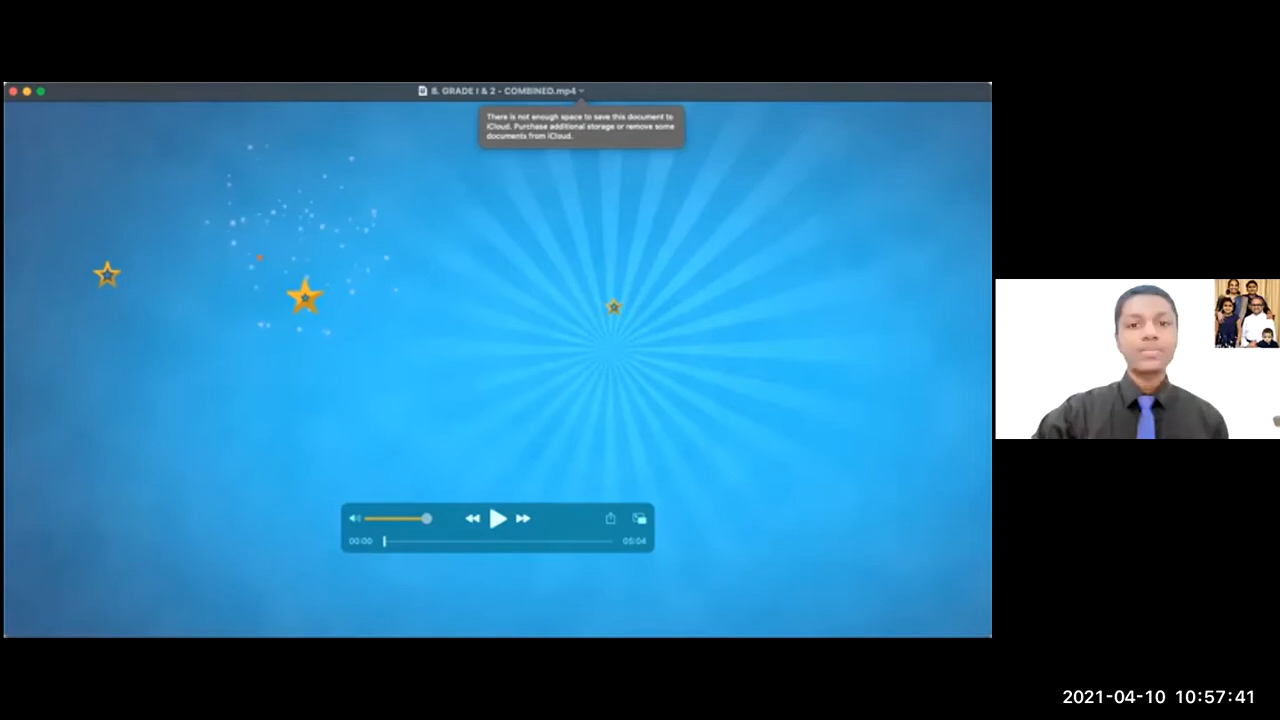 8. GRADE I & 2 - COMBINED.mp4
There is not enough space to save this document to
iCloud. Purchase additional storage or remove some
documents from iCloud.
00:00
05:04
2021-04-10 10:57:41